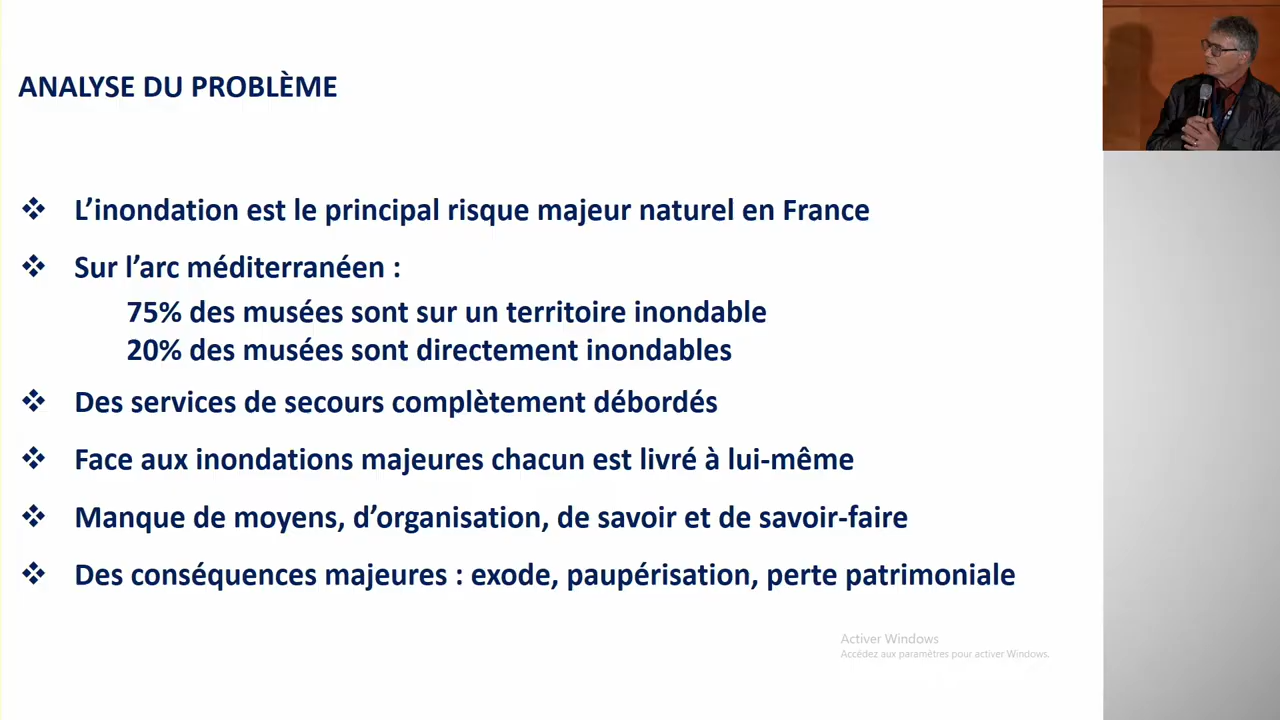 ANALYSE DU PROBLÈME
❖ L’inondation est le principal risque majeur naturel en France
❖ Sur l’arc méditerranéen :
75% des musées sont sur un territoire inondable
20% des musées sont directement inondables
❖ Des services de secours complètement débordés
❖ Face aux inondations majeures chacun est livré à lui-même
❖ Manque de moyens, d’organisation, de savoir et de savoir-faire
❖ Des conséquences majeures : exode, paupérisation, perte patrimoniale
Activer Windows
Accédez aux paramètres pour activer Windows.